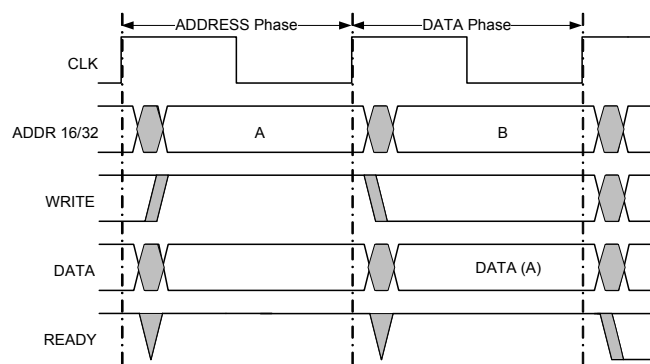 ADDRESS Phase DATA Phase
CLK
ADDR 16/32 A B
WRITE
DATA DATA (A)
READY